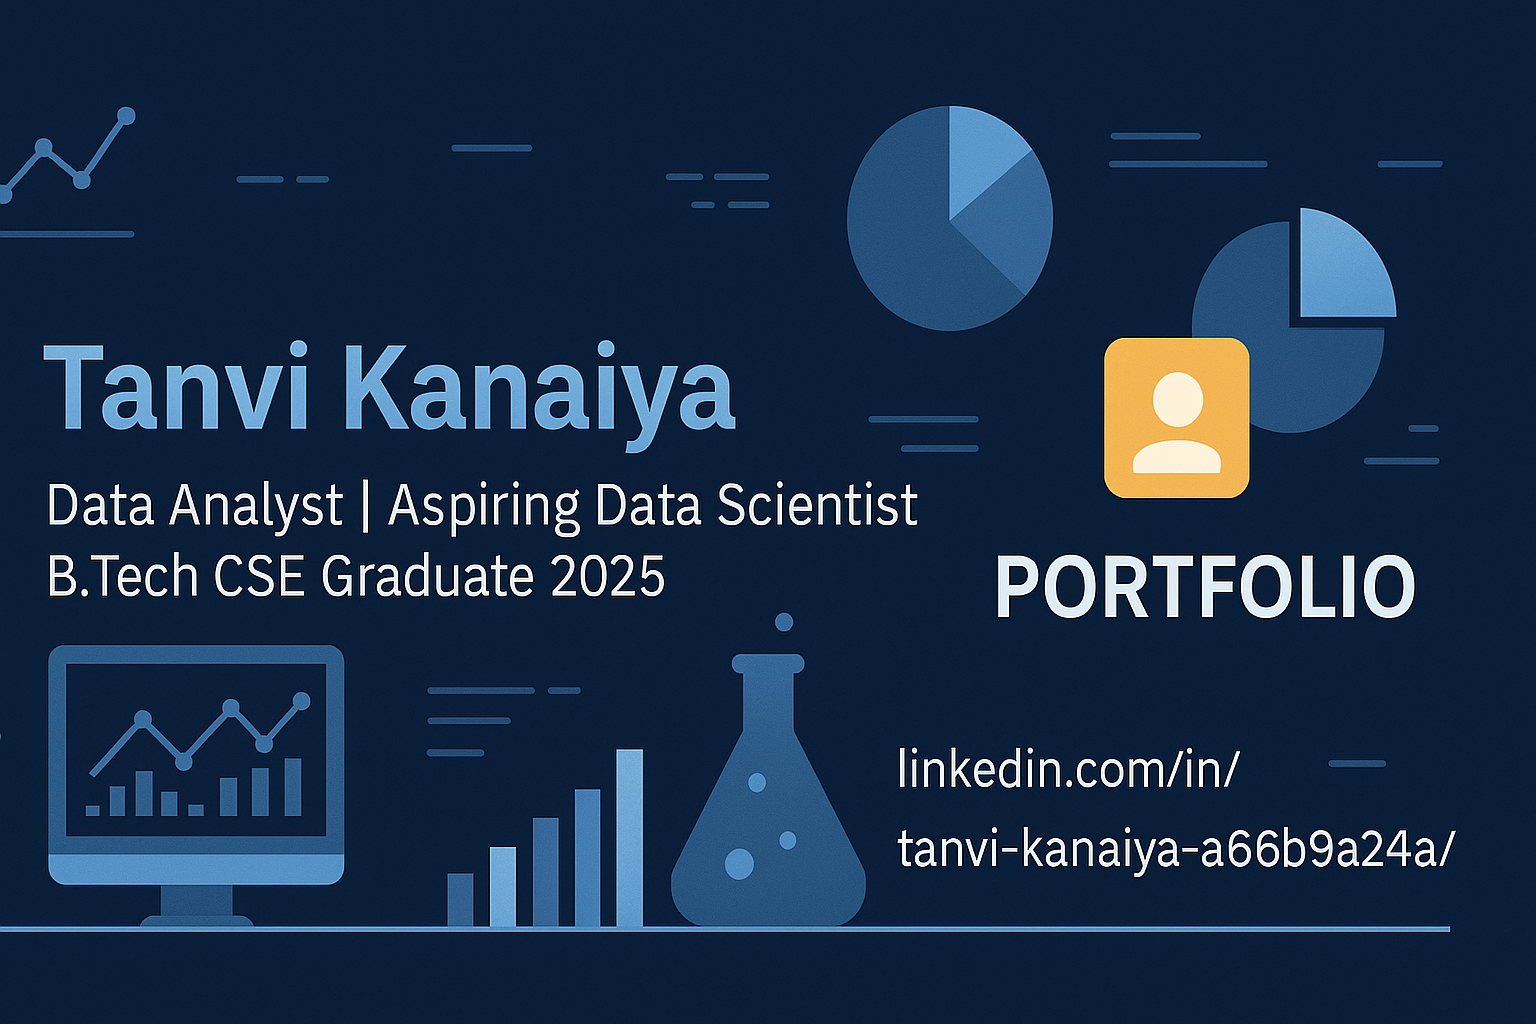 Tanvi Kanaiya
Data Analyst | Aspiring Data Scientist
B.Tech CSE Graduate 2025
PORTFOLIO
linkedin.com/in/
tanvi-kanaiya-a66b9a24a/